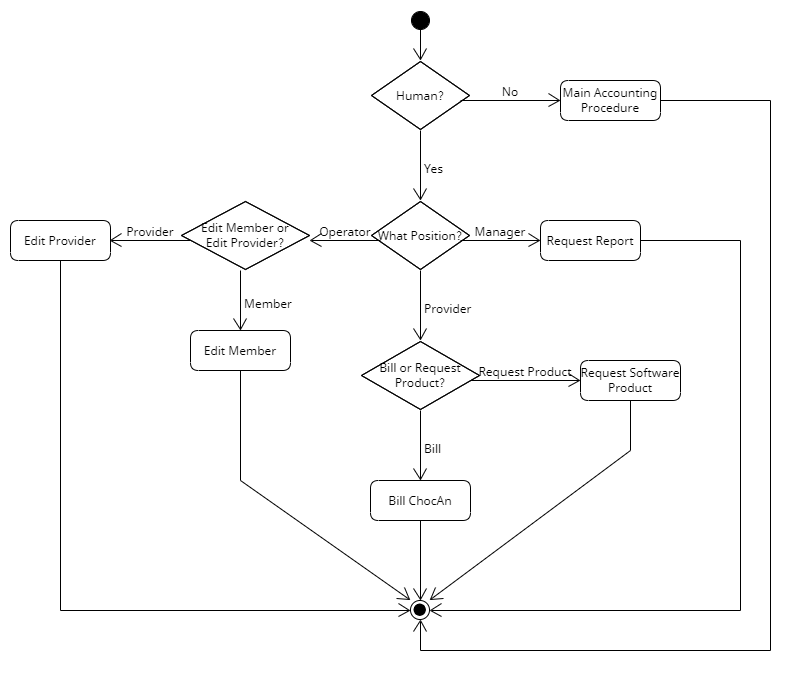 Human?
No
Main Accounting
Procedure
Yes
Edit Provider
Provider
Edit Member or
Edit Provider?
Operator
What Position?
Manager
Request Report
Member
Provider
Edit Member
Bill or Request
Product?
Request Product
Request Software
Product
Bill
Bill ChocAn